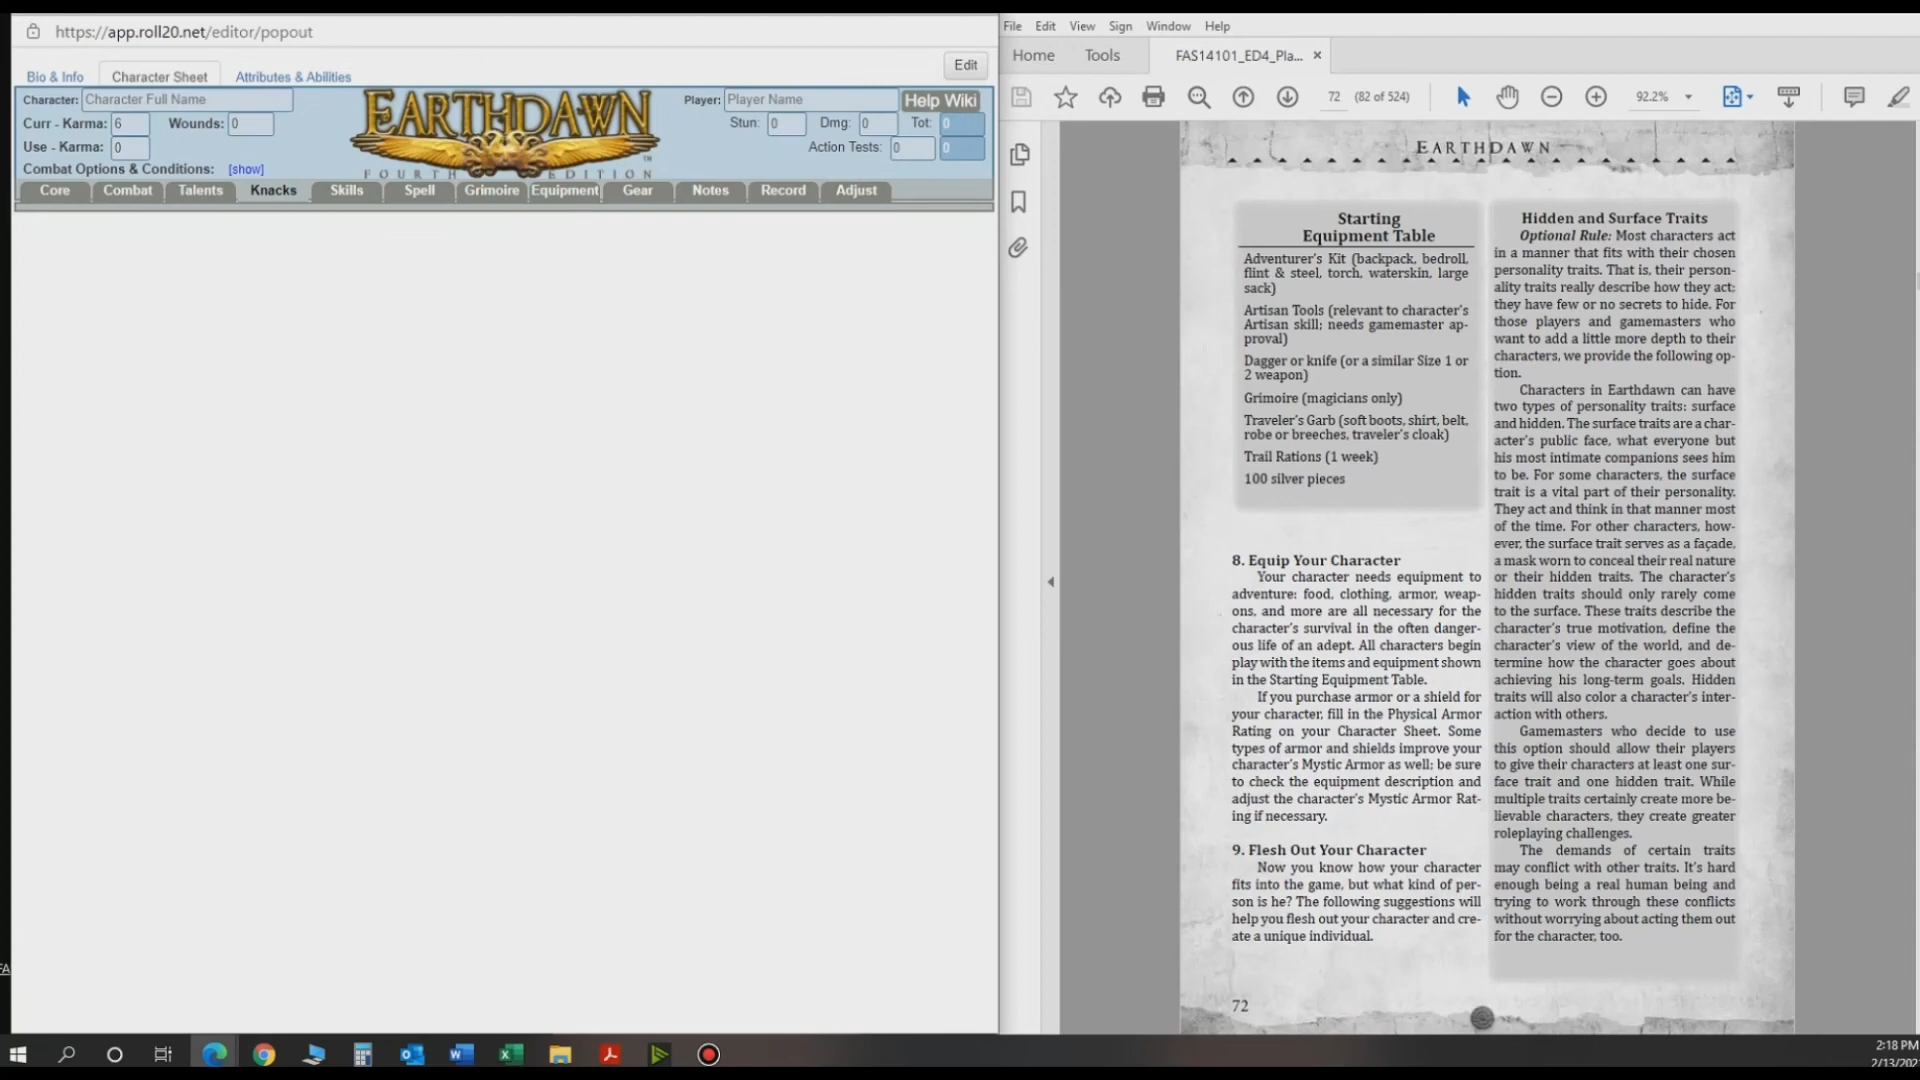 https://app.roll20.net/editor/popout
Bio & Info
Character Sheet
Attributes & Abilities
Edit
Character:
Character Full Name
Curr - Karma:
6
Wounds:
0
Use - Karma:
0
Combat Options & Conditions:
[show]
EARTHDAWN
FOURTH EDITION
Player:
Player Name
Help Wiki
Stun:
0
Dmg:
0
Tot:
0
Action Tests:
0
0
Core
Combat
Talents
Knacks
Skills
Spell
Grimoire
Equipment
Gear
Notes
Record
Adjust
File
Edit
View
Sign
Window
Help
Home
Tools
FAS14101_ED4_Pla...
72
(82 of 524)
92.2%
EARTHDAWN
Starting
Equipment Table
Adventurer's Kit (backpack, bedroll,
flint & steel, torch, waterskin, large
sack)
Artisan Tools (relevant to character's
Artisan skill; needs gamemaster ap-
proval)
Dagger or knife (or a similar Size 1 or
2 weapon)
Grimoire (magicians only)
Traveler's Garb (soft boots, shirt, belt,
robe or breeches, traveler's cloak)
Trail Rations (1 week)
100 silver pieces
8. Equip Your Character
Your character needs equipment to
adventure: food, clothing, armor, weap-
ons, and more are all necessary for the
character's survival in the often danger-
ous life of an adept. All characters begin
play with the items and equipment shown
in the Starting Equipment Table.
If you purchase armor or a shield for
your character, fill in the Physical Armor
Rating on your Character Sheet. Some
types of armor and shields improve your
character's Mystic Armor as well; be sure
to check the equipment description and
adjust the character's Mystic Armor Rat-
ing if necessary.
9. Flesh Out Your Character
Now you know how your character
fits into the game, but what kind of per-
son is he? The following suggestions will
help you flesh out your character and cre-
ate a unique individual.
Hidden and Surface Traits
Optional Rule: Most characters act
in a manner that fits with their chosen
personality traits. That is, their person-
ality traits really describe how they act;
they have few or no secrets to hide. For
those players and gamemasters who
want to add a little more depth to their
characters, we provide the following op-
tion.
Characters in Earthdawn can have
two types of personality traits: surface
and hidden. The surface traits are a char-
acter's public face, what everyone but
his most intimate companions sees him
to be. For some characters, the surface
trait is a vital part of their personality.
They act and think in that manner most
of the time. For other characters, how-
ever, the surface trait serves as a façade,
a mask worn to conceal their real nature
or their hidden traits. The character's
hidden traits should only rarely come
to the surface. These traits describe the
character's true motivation, define the
character's view of the world, and de-
termine how the character goes about
achieving his long-term goals. Hidden
traits will also color a character's inter-
action with others.
Gamemasters who decide to use
this option should allow their players
to give their characters at least one sur-
face trait and one hidden trait. While
multiple traits certainly create more be-
lievable characters, they create greater
roleplaying challenges.
The demands of certain traits
may conflict with other traits. It's hard
enough being a real human being and
trying to work through these conflicts
without worrying about acting them out
for the character, too.
72
2:18 PM
2/13/202